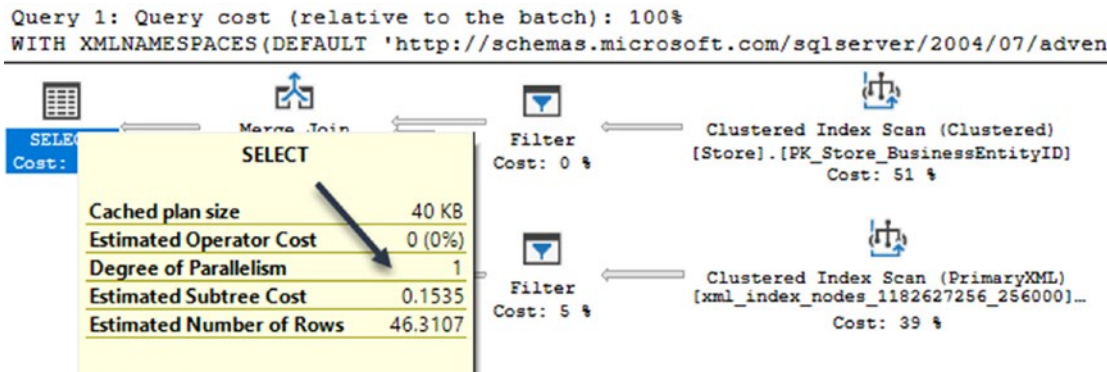 Query 1: Query cost (relative to the batch): 100%
WITH XMLNAMESPACES(DEFAULT 'http://schemas.microsoft.com/sqlserver/2004/07/adven
SELEC
Cost:
Merge Join
Filter
Cost: 0 %
Clustered Index Scan (Clustered)
[Store].[PK_Store_BusinessEntityID]
Cost: 51 %
SELECT
Cached plan size 40 KB
Estimated Operator Cost 0 (0%)
Degree of Parallelism 1
Estimated Subtree Cost 0.1535
Estimated Number of Rows 46.3107
Filter
Cost: 5 %
Clustered Index Scan (PrimaryXML)
[xml_index_nodes_1182627256_256000]…
Cost: 39 %